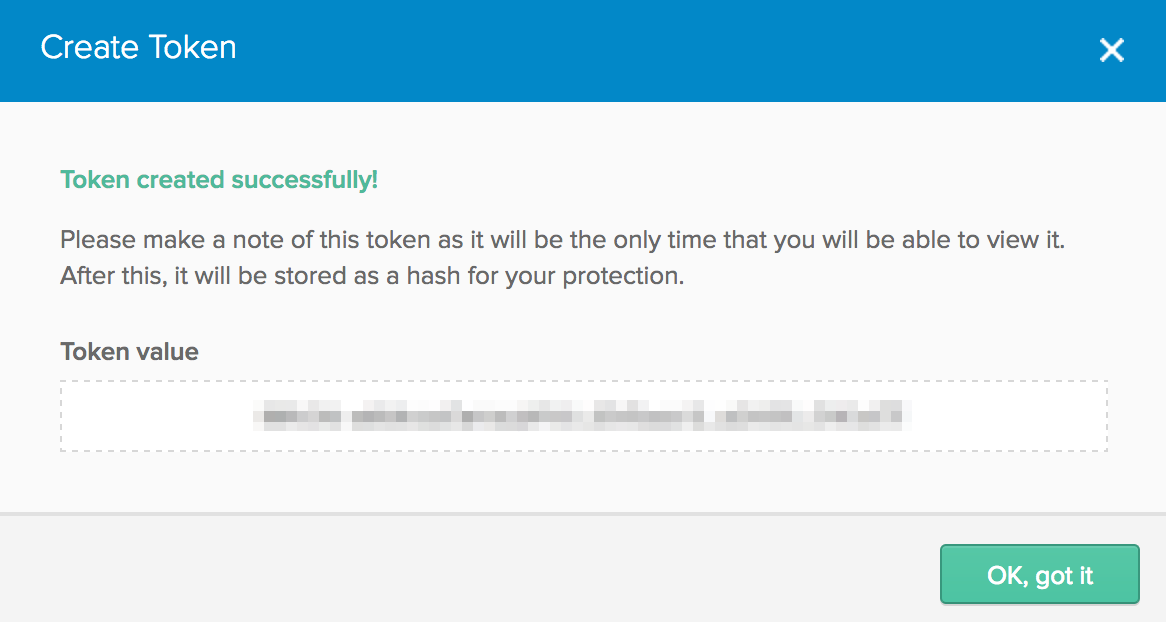 Create Token
Token created successfully!
Please make a note of this token as it will be the only time that you will be able to view it.
After this, it will be stored as a hash for your protection.
Token value
OK, got it